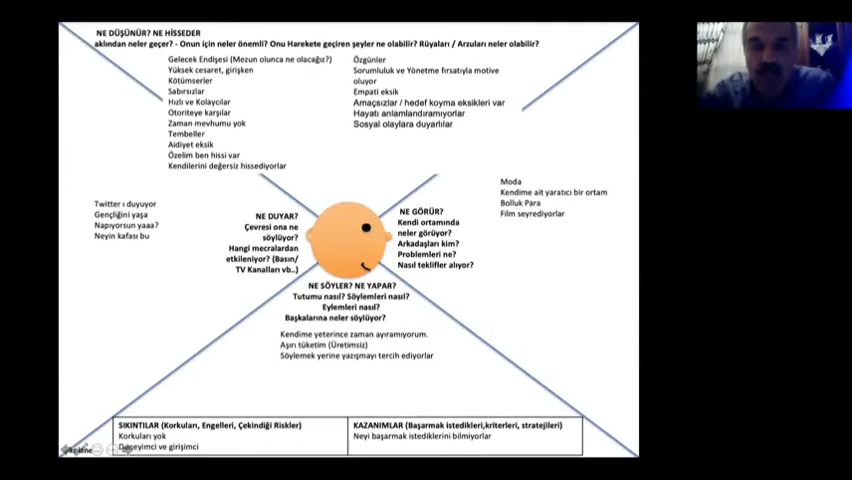 NE DÜŞÜNÜR? NE HİSSEDER
aklından neler geçer? - Onun için neler önemli? Onu Harekete geçiren şeyler ne olabilir? Rüyaları / Arzuları neler olabilir?
Gelecek Endişesi (Mezun olunca ne olacağız?)
Yüksek cesaret, girişken
Kötümserler
Sabırsızlar
Hızlı ve Kolaycılar
Otoriteye karşılar
Zaman mevhumu yok
Tembeller
Aidiyet eksik
Özelim ben hissi var
Kendilerini değersiz hissediyorlar
Özgünler
Sorumluluk ve Yönetme fırsatıyla motive
oluyor
Empati eksik
Amaçsızlar / hedef koyma eksikleri var
Hayatı anlamlandıramıyorlar
Sosyal olaylara duyarlılar
Twitter ı duyuyor
Gençliğini yaşa
Napıyorsun yaaa?
Neyin kafası bu
NE DUYAR?
Çevresi ona ne
söylüyor?
Hangi mecralardan
etkileniyor? (Basın/
TV Kanalları vb..)
NE GÖRÜR?
Kendi ortamında
neler görüyor?
Arkadaşları kim?
Problemleri ne?
Nasıl teklifler alıyor?
Moda
Kendime ait yaratıcı bir ortam
Bolluk Para
Film seyrediyorlar
NE SÖYLER? NE YAPAR?
Tutumu nasıl? Söylemleri nasıl?
Eylemleri nasıl?
Başkalarına neler söylüyor?
Kendime yeterince zaman ayıramıyorum.
Aşırı tüketim (Üretimsiz)
Söylemek yerine yazışmayı tercih ediyorlar
SIKINTILAR (Korkuları, Engelleri, Çekindiği Riskler)
Korkuları yok
Deneyimci ve girişimci
KAZANIMLAR (Başarmak istedikleri,kriterleri, stratejileri)
Neyi başarmak istediklerini bilmiyorlar